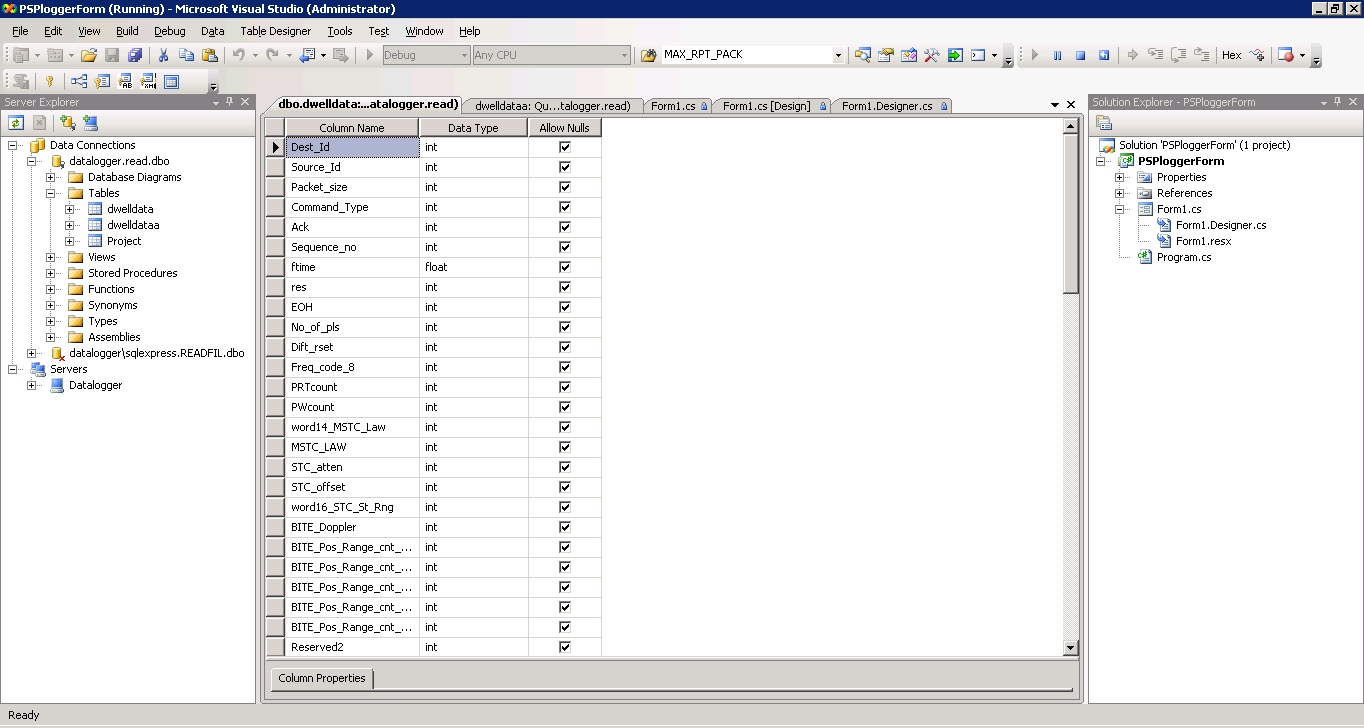 PSPloggerForm (Running) - Microsoft Visual Studio (Administrator)
File Edit View Build Debug Data Table Designer Tools Test Window Help
Debug Any CPU MAX_RPT_PACK Hex
Server Explorer
Data Connections
datalogger.read.dbo
Database Diagrams
Tables
dwelldata
dwelldataa
Project
Views
Stored Procedures
Functions
Synonyms
Types
Assemblies
datalogger\sqlexpress.READFIL.dbo
Servers
Datalogger
dbo.dwelldata:...atalogger.read) dwelldataa: Qu...talogger.read) Form1.cs Form1.cs [Design] Form1.Designer.cs
Column Name Data Type Allow Nulls
Dest_Id int
Source_Id int
Packet_size int
Command_Type int
Ack int
Sequence_no int
ftime float
res int
EOH int
No_of_pls int
Dift_rset int
Freq_code_8 int
PRTcount int
PWcount int
word14_MSTC_Law int
MSTC_LAW int
STC_atten int
STC_offset int
word16_STC_St_Rng int
BITE_Doppler int
BITE_Pos_Range_cnt_... int
BITE_Pos_Range_cnt_... int
BITE_Pos_Range_cnt_... int
BITE_Pos_Range_cnt_... int
BITE_Pos_Range_cnt_... int
Reserved2 int
Column Properties
Solution Explorer - PSPloggerForm
Solution 'PSPloggerForm' (1 project)
PSPloggerForm
Properties
References
Form1.cs
Form1.Designer.cs
Form1.resx
Program.cs
Ready